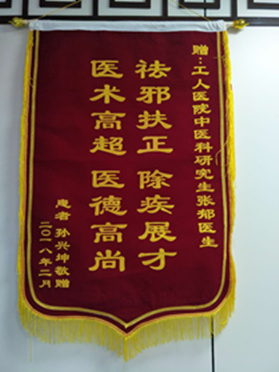 赠：工人医院中医科研究生张郁医生
祛邪扶正 除疾展才
医术高超 医德高尚
患者 孙兴坤敬赠
二〇一八年二月